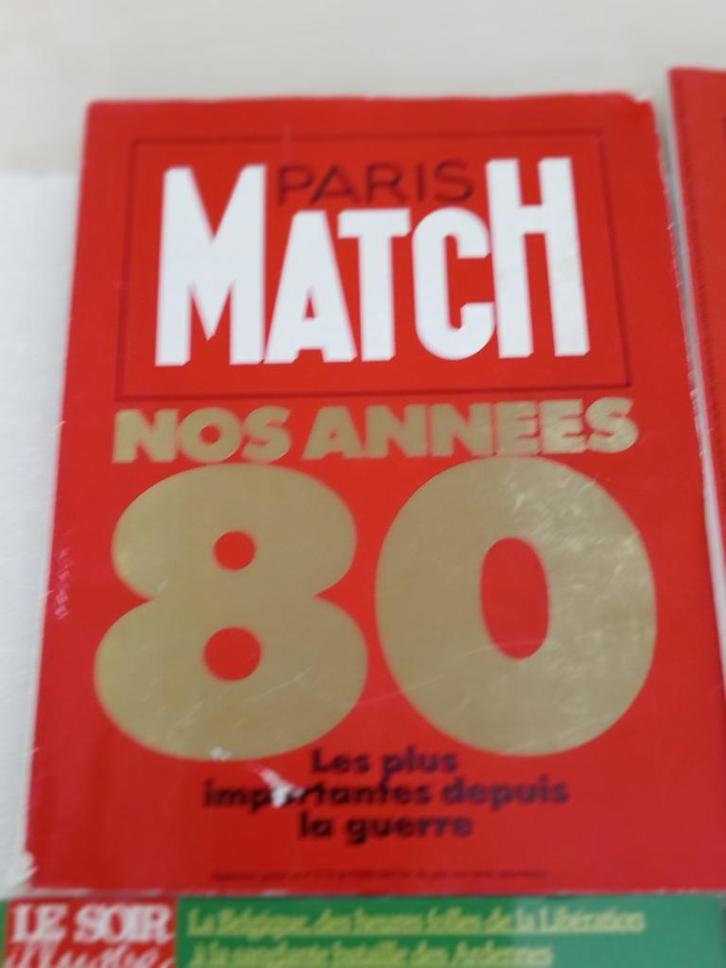 PARIS
MATCH
NOS ANNEES
80
Les plus
importantes depuis
la guerre
LE SOIR
La Belgique, des heures folles de la Libération
à la sanglante bataille des Ardennes